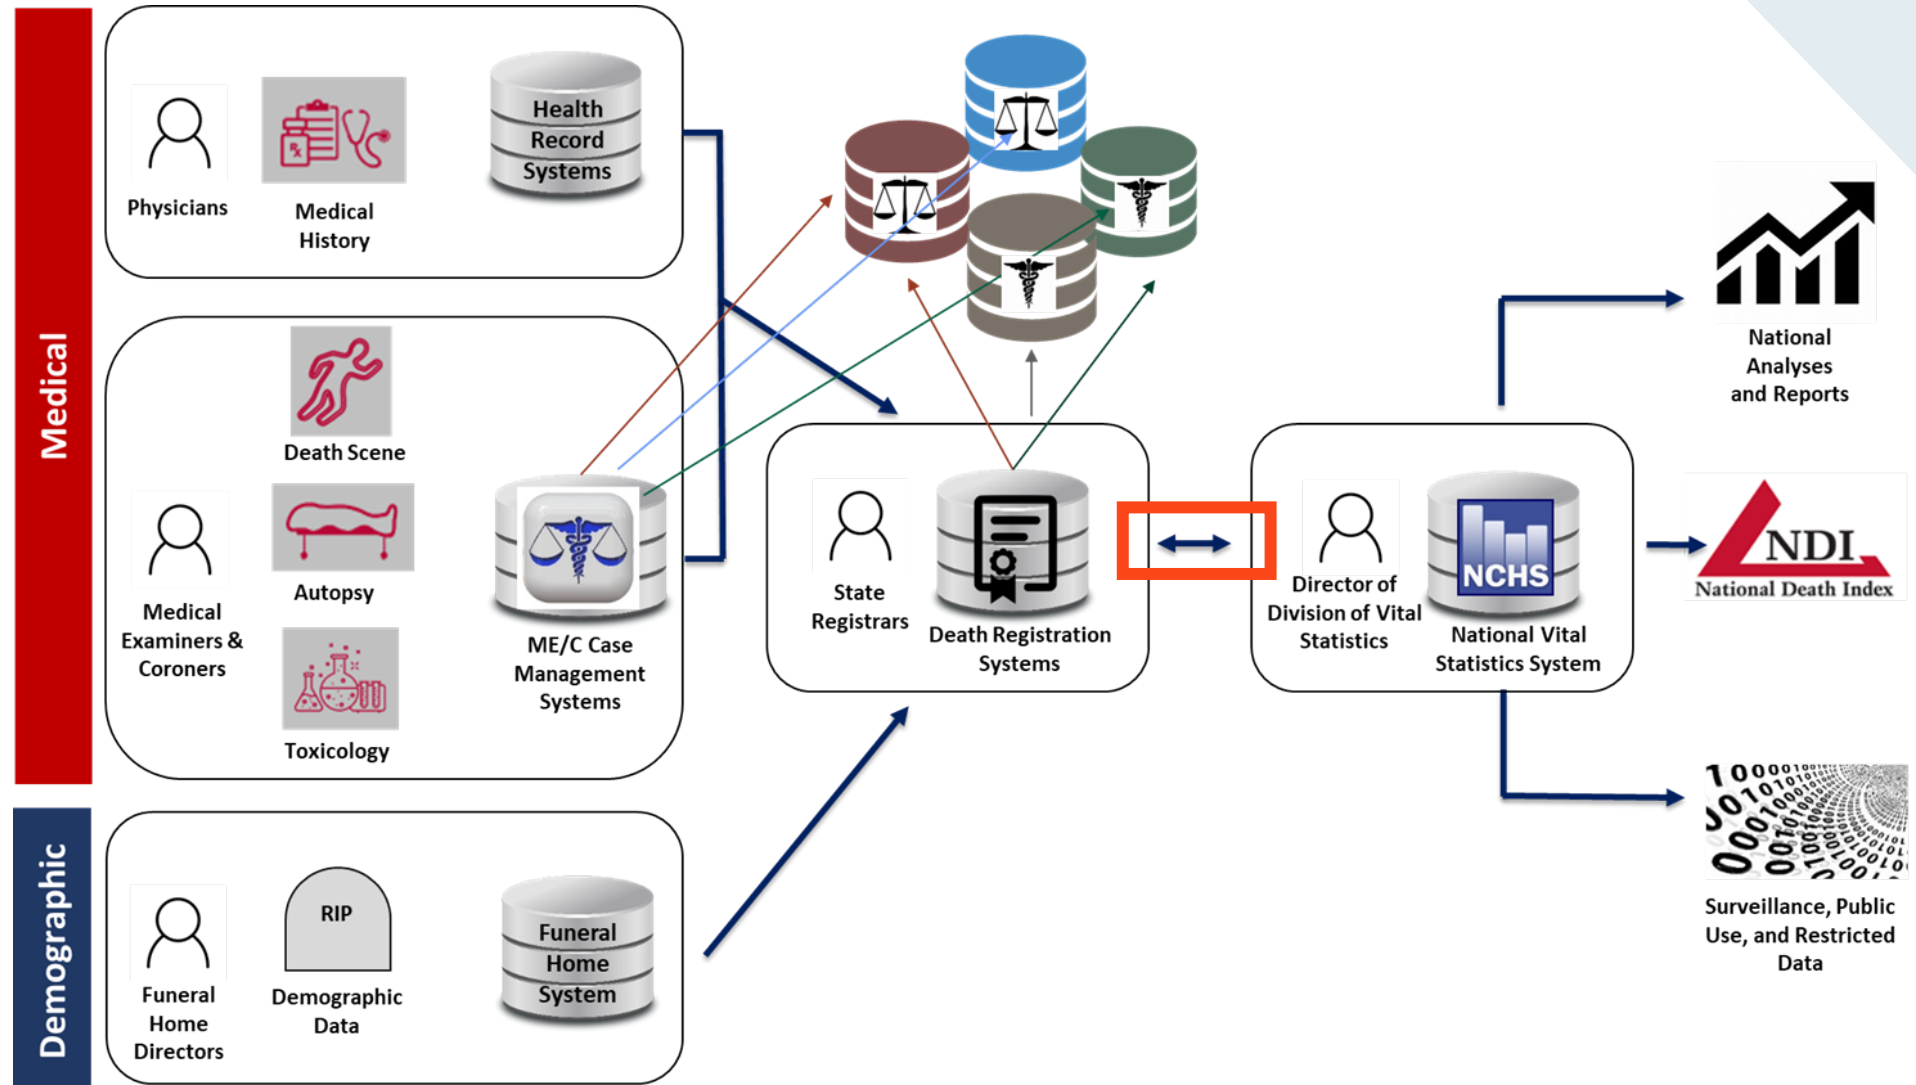 Medical
Physicians
Medical
History
Health
Record
Systems
Rx
Death Scene
Autopsy
Toxicology
Medical
Examiners &
Coroners
ME/C Case
Management
Systems
Demographic
Funeral
Home
Directors
RIP
Demographic
Data
Funeral
Home
System
State
Registrars
Death Registration
Systems
Director of
Division of Vital
Statistics
NCHS
National Vital
Statistics System
National
Analyses
and Reports
NDI
National Death Index
Surveillance, Public
Use, and Restricted
Data